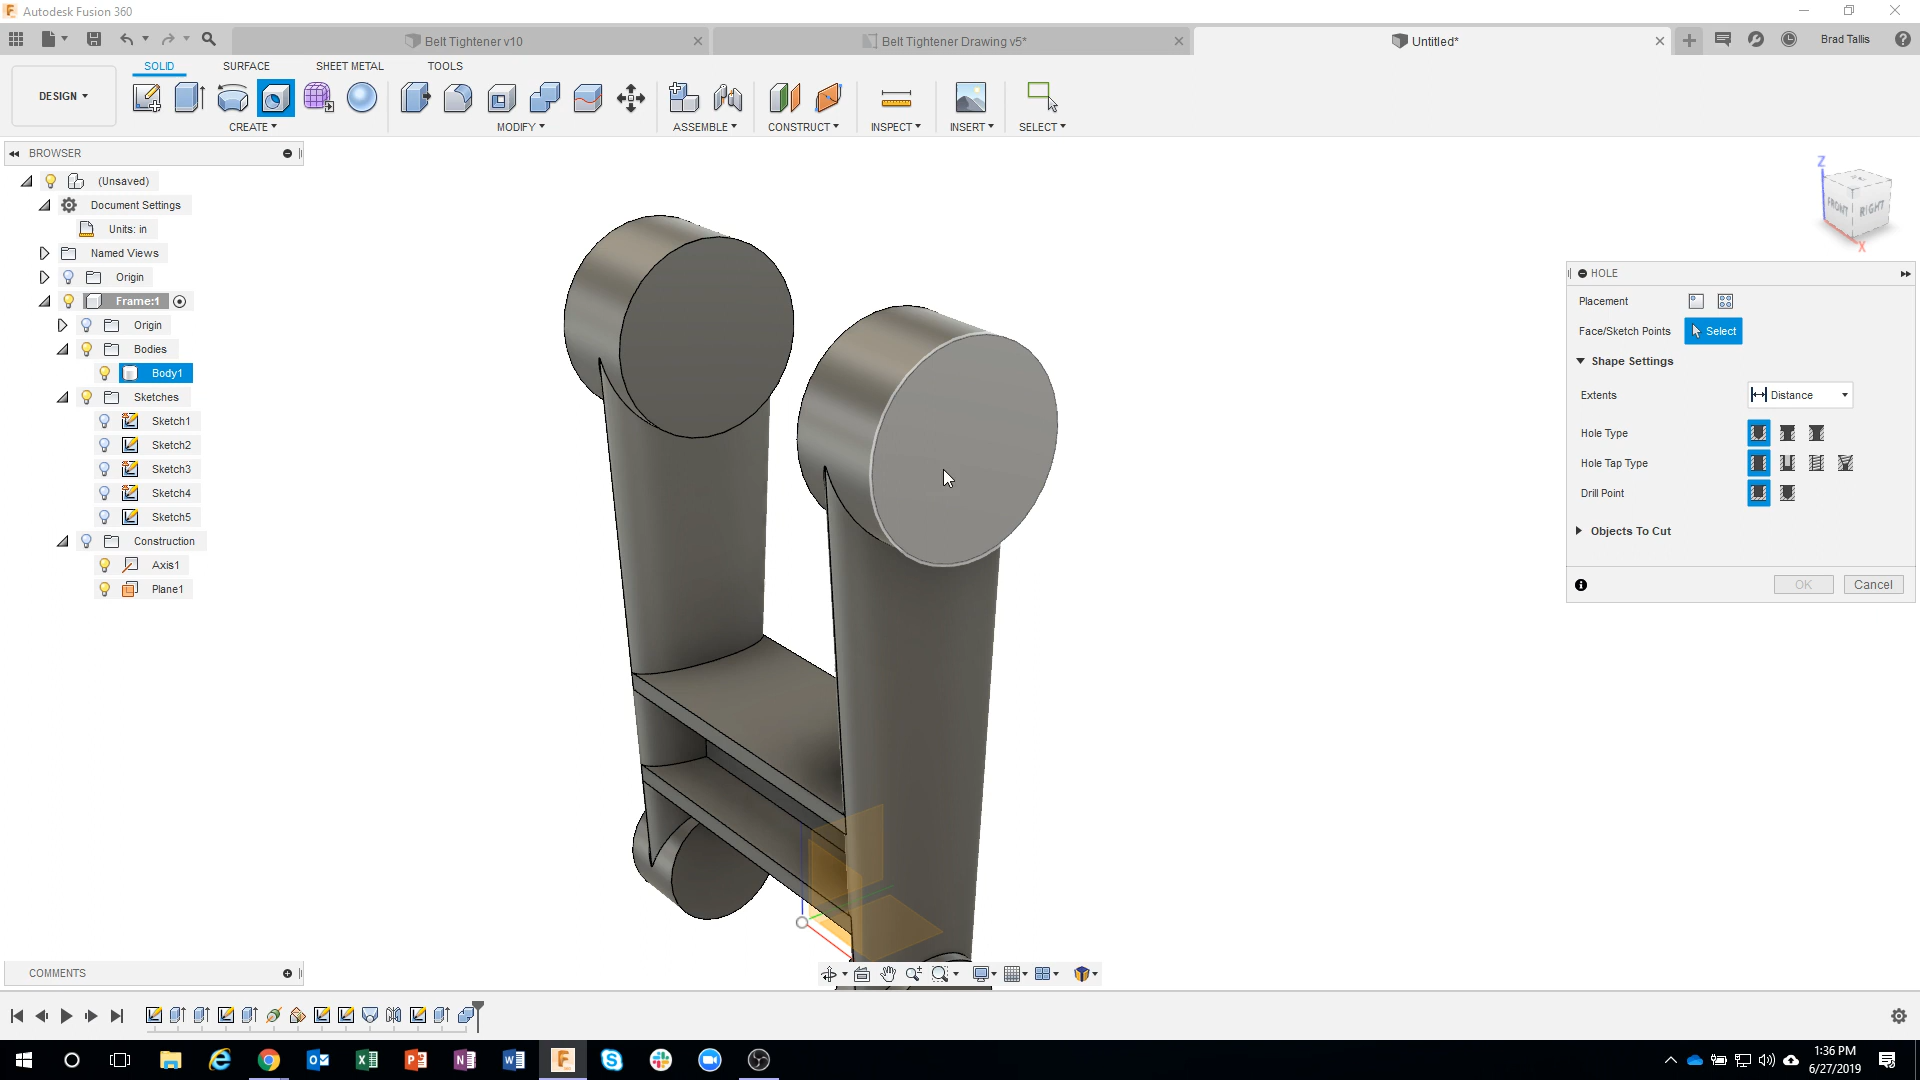 Autodesk Fusion 360
Belt Tightener v10
Belt Tightener Drawing v5*
Untitled*
Brad Tallis
SOLID
SURFACE
SHEET METAL
TOOLS
DESIGN
CREATE
MODIFY
ASSEMBLE
CONSTRUCT
INSPECT
INSERT
SELECT
BROWSER
(Unsaved)
Document Settings
Units: in
Named Views
Origin
Frame:1
Origin
Bodies
Body1
Sketches
Sketch1
Sketch2
Sketch3
Sketch4
Sketch5
Construction
Axis1
Plane1
Z
FRONT
RIGHT
X
HOLE
Placement
Face/Sketch Points
Select
Shape Settings
Extents
Distance
Hole Type
Hole Tap Type
Drill Point
Objects To Cut
OK
Cancel
COMMENTS
1:36 PM
6/27/2019